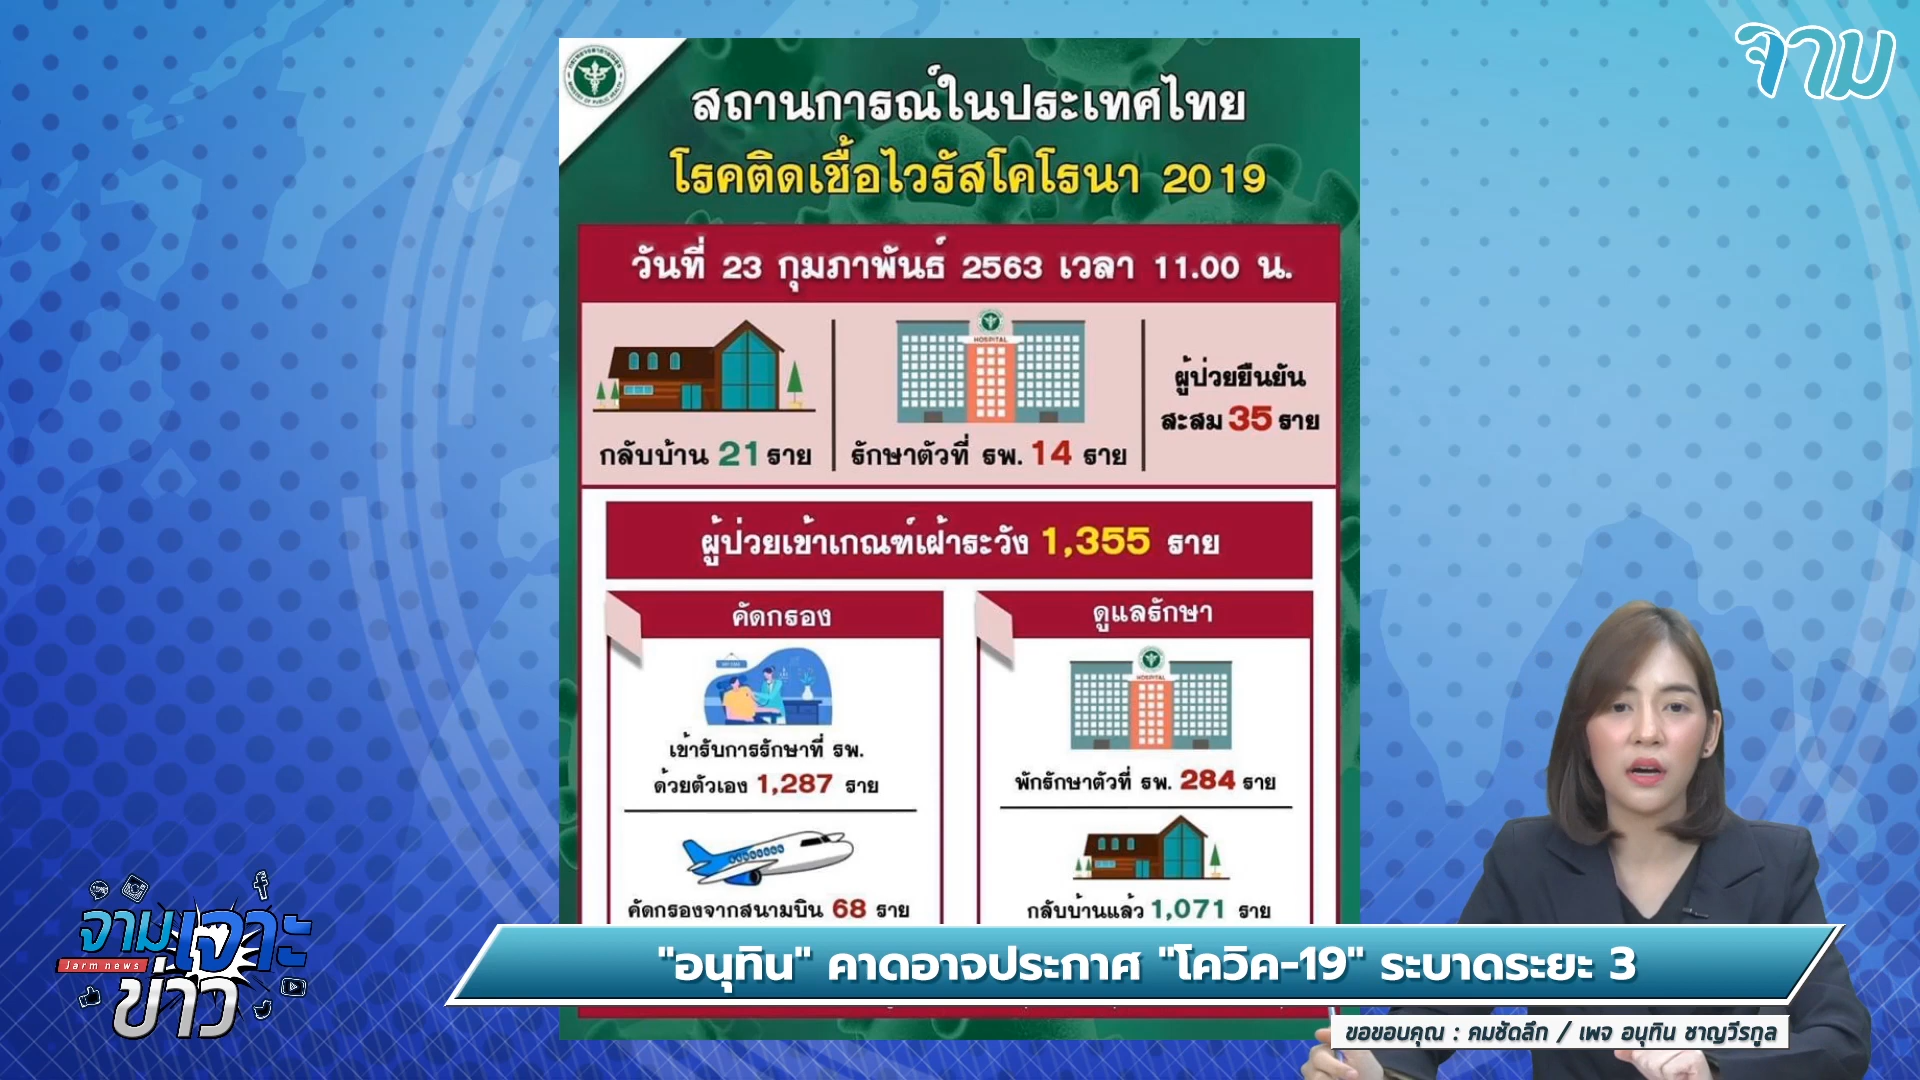 จาม
สถานการณ์ในประเทศไทย
โรคติดเชื้อไวรัสโคโรนา 2019
วันที่ 23 กุมภาพันธ์ 2563 เวลา 11.00 น.
HOSPITAL
กลับบ้าน 21 ราย
รักษาตัวที่ รพ. 14 ราย
ผู้ป่วยยืนยัน
สะสม 35 ราย
ผู้ป่วยเข้าเกณฑ์เฝ้าระวัง 1,355 ราย
คัดกรอง
เข้ารับการรักษาที่ รพ.
ด้วยตัวเอง 1,287 ราย
คัดกรองจากสนามบิน 68 ราย
ดูแลรักษา
HOSPITAL
พักรักษาตัวที่ รพ. 284 ราย
กลับบ้านแล้ว 1,071 ราย
จามเจาะ
Jarm news
ข่าว
"อนุทิน" คาดอาจประกาศ "โควิค-19" ระบาดระยะ 3
ขอขอบคุณ : คมชัดลึก / เพจ อนุทิน ชาญวีรกูล